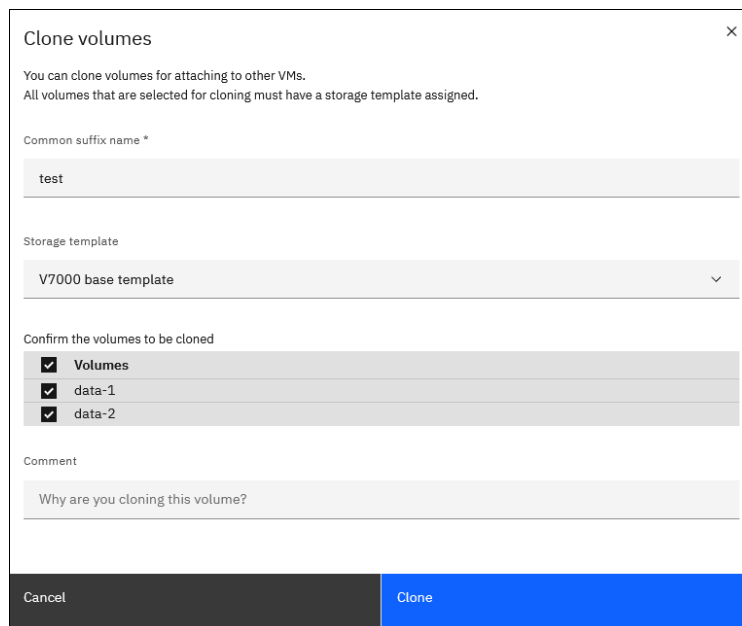 Clone volumes
You can clone volumes for attaching to other VMs.
All volumes that are selected for cloning must have a storage template assigned.
Common suffix name *
test
Storage template
V7000 base template
Confirm the volumes to be cloned
Volumes
data-1
data-2
Comment
Why are you cloning this volume?
Cancel
Clone